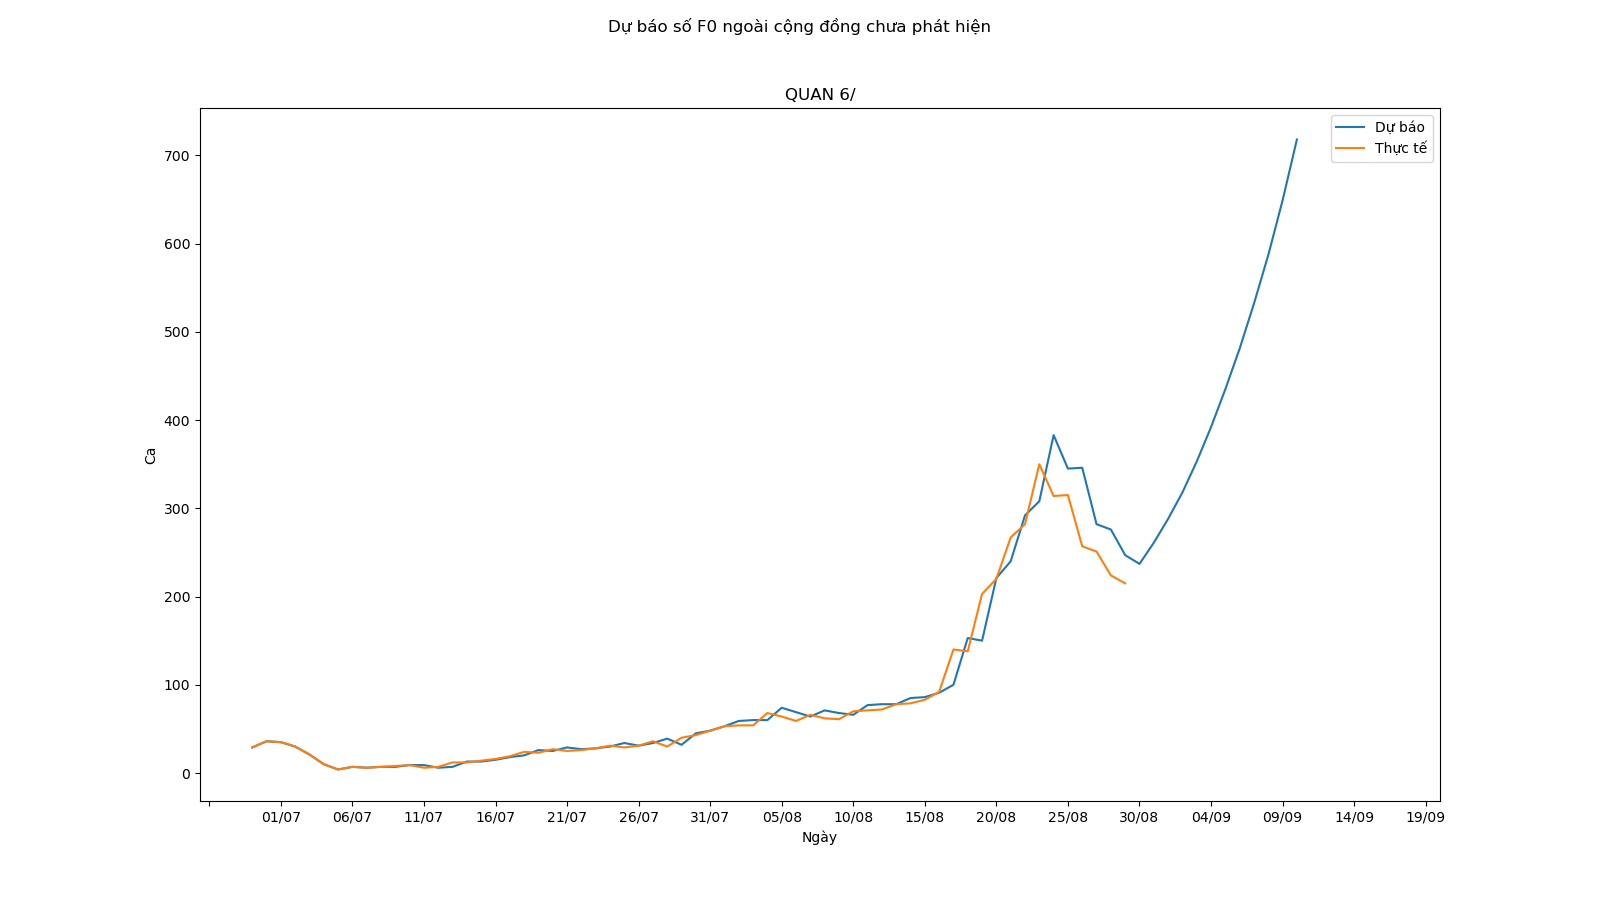 Dự báo số F0 ngoài cộng đồng chưa phát hiện
QUAN 6/
Dự báo
Thực tế
700
600
500
400
300
200
100
0
Ca
01/07 06/07 11/07 16/07 21/07 26/07 31/07 05/08 10/08 15/08 20/08 25/08 30/08 04/09 09/09 14/09 19/09
Ngày